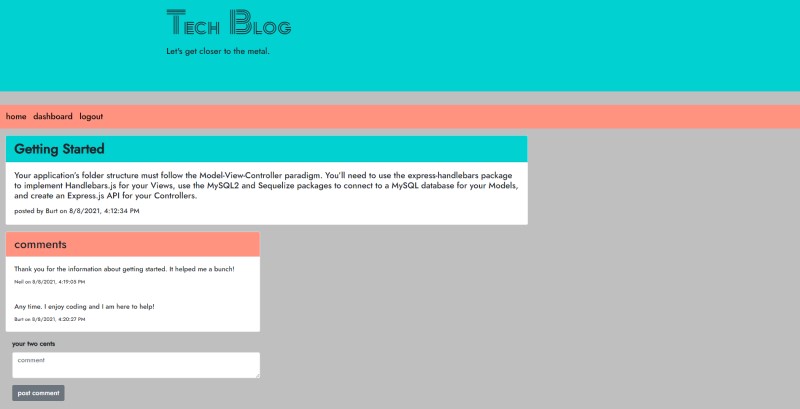 Tech Blog
Let's get closer to the metal.
home dashboard logout
Getting Started
Your application's folder structure must follow the Model-View-Controller paradigm. You'll need to use the express-handlebars package
to implement Handlebars.js for your Views, use the MySQL2 and Sequelize packages to connect to a MySQL database for your Models,
and create an Express.js API for your Controllers.
posted by Burt on 8/8/2021, 4:12:34 PM
comments
Thank you for the information about getting started. It helped me a bunch!
Neil on 8/8/2021, 4:19:05 PM
Any time. I enjoy coding and I am here to help!
Burt on 8/8/2021, 4:20:27 PM
your two cents
comment
post comment